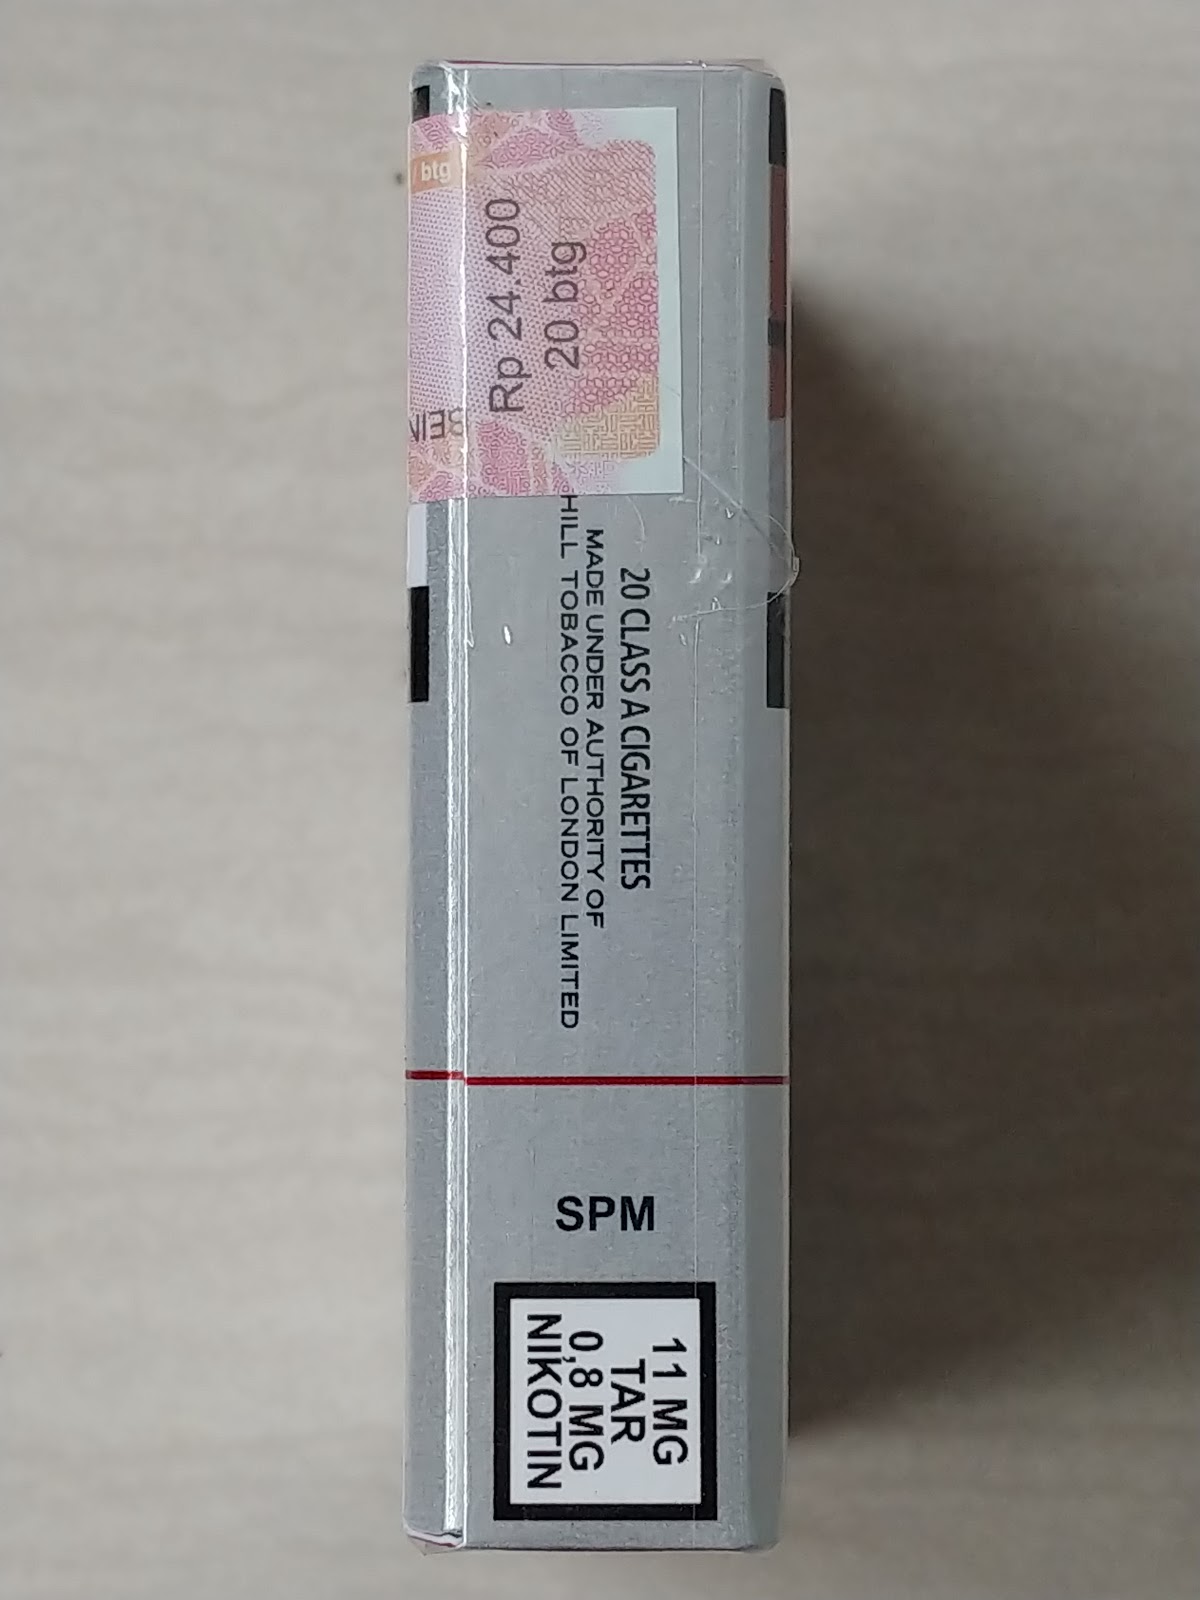 btg
Rp 24.400
20 btg
BEIN
20 CLASS A CIGARETTES
MADE UNDER AUTHORITY OF
HILL TOBACCO OF LONDON LIMITED
SPM
11 MG
TAR
0,8 MG
NIKOTIN